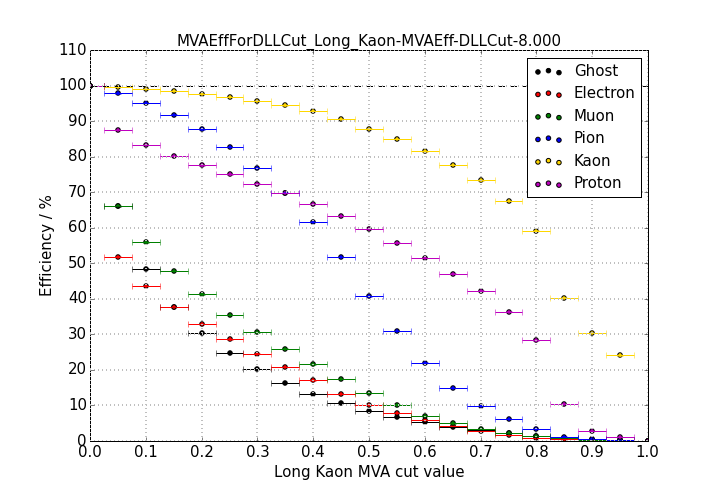 MVAEffForDLLCut_Long_Kaon-MVAEff-DLLCut-8.000
110
100
90
80
70
60
50
40
30
20
10
0
Efficiency / %
Ghost
Electron
Muon
Pion
Kaon
Proton
0.0 0.1 0.2 0.3 0.4 0.5 0.6 0.7 0.8 0.9 1.0
Long Kaon MVA cut value